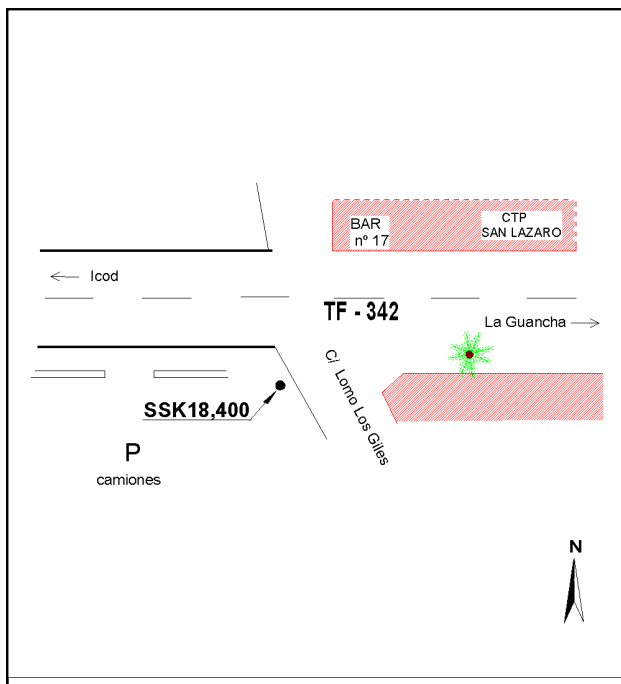 BAR
nº 17
CTP
SAN LAZARO
Icod
TF - 342
La Guancha
C/ Lomo Los Giles
SSK18,400
P
camiones
N